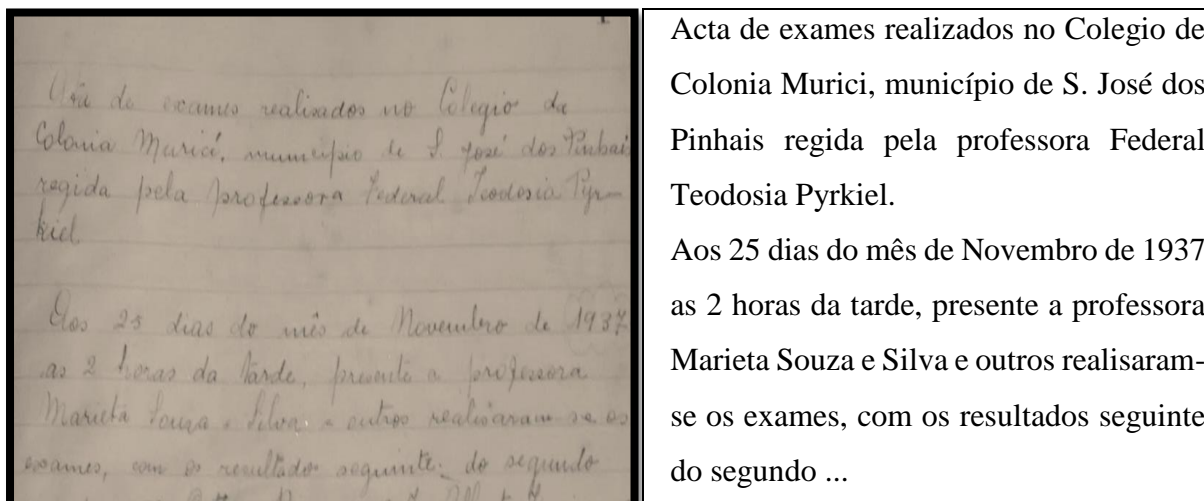 Acta de exames realizados no Colegio da
Colonia Murici, município de S. José dos Pinhais
regida pela professora Federal Teodosia Pyr-
kiel
Aos 25 dias do mês de Novembro de 1937
as 2 horas da tarde, presente a professora
Marieta Souza e Silva e outros realisaram se os
exames, com os resultados seguinte: do segundo
Acta de exames realizados no Colegio de
Colonia Murici, município de S. José dos
Pinhais regida pela professora Federal
Teodosia Pyrkiel.
Aos 25 dias do mês de Novembro de 1937
as 2 horas da tarde, presente a professora
Marieta Souza e Silva e outros realisaram-
se os exames, com os resultados seguinte
do segundo ...